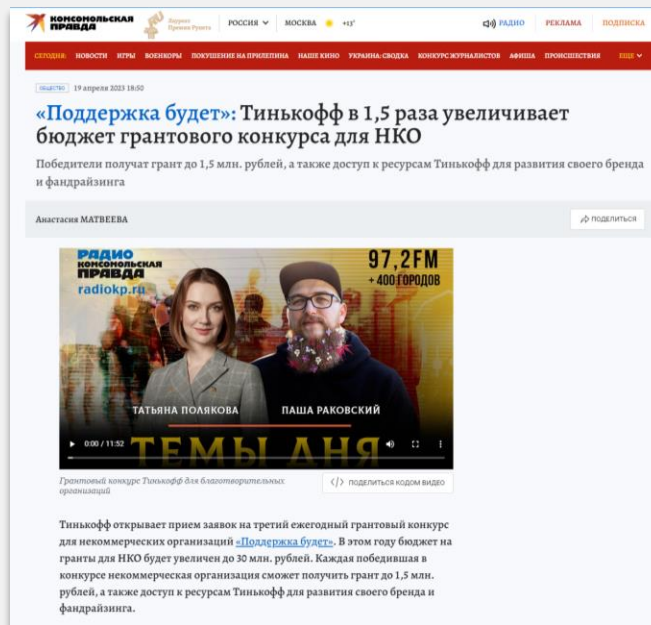 КОМСОМОЛЬСКАЯ
ПРАВДА
Лауреат
Премии Рунета
РОССИЯ
МОСКВА
+13°
РАДИО
РЕКЛАМА
ПОДПИСКА
СЕГОДНЯ: НОВОСТИ ИГРЫ ВОЕНКОРЫ ПОКУШЕНИЕ НА ПРИЛЕПИНА НАШЕ КИНО УКРАИНА: СВОДКА КОНКУРС ЖУРНАЛИСТОВ АФИША ПРОИСШЕСТВИЯ ЕЩЕ
ОБЩЕСТВО 19 апреля 2023 18:50
«Поддержка будет»: Тинькофф в 1,5 раза увеличивает
бюджет грантового конкурса для НКО
Победители получат грант до 1,5 млн. рублей, а также доступ к ресурсам Тинькофф для развития своего бренда
и фандрайзинга
Анастасия МАТВЕЕВА
ПОДЕЛИТЬСЯ
РАДИО
КОМСОМОЛЬСКАЯ
ПРАВДА
radiokp.ru
97,2FM
+ 400 ГОРОДОВ
ТАТЬЯНА ПОЛЯКОВА
ПАША РАКОВСКИЙ
ТЕМЫ ДНЯ
0:00 / 11:52
Грантовый конкурс Тинькофф для благотворительных
организаций
</> ПОДЕЛИТЬСЯ КОДОМ ВИДЕО
Тинькофф открывает прием заявок на третий ежегодный грантовый конкурс
для некоммерческих организаций «Поддержка будет». В этом году бюджет на
гранты для НКО будет увеличен до 30 млн. рублей. Каждая победившая в
конкурсе некоммерческая организация сможет получить грант до 1,5 млн.
рублей, а также доступ к ресурсам Тинькофф для развития своего бренда и
фандрайзинга.